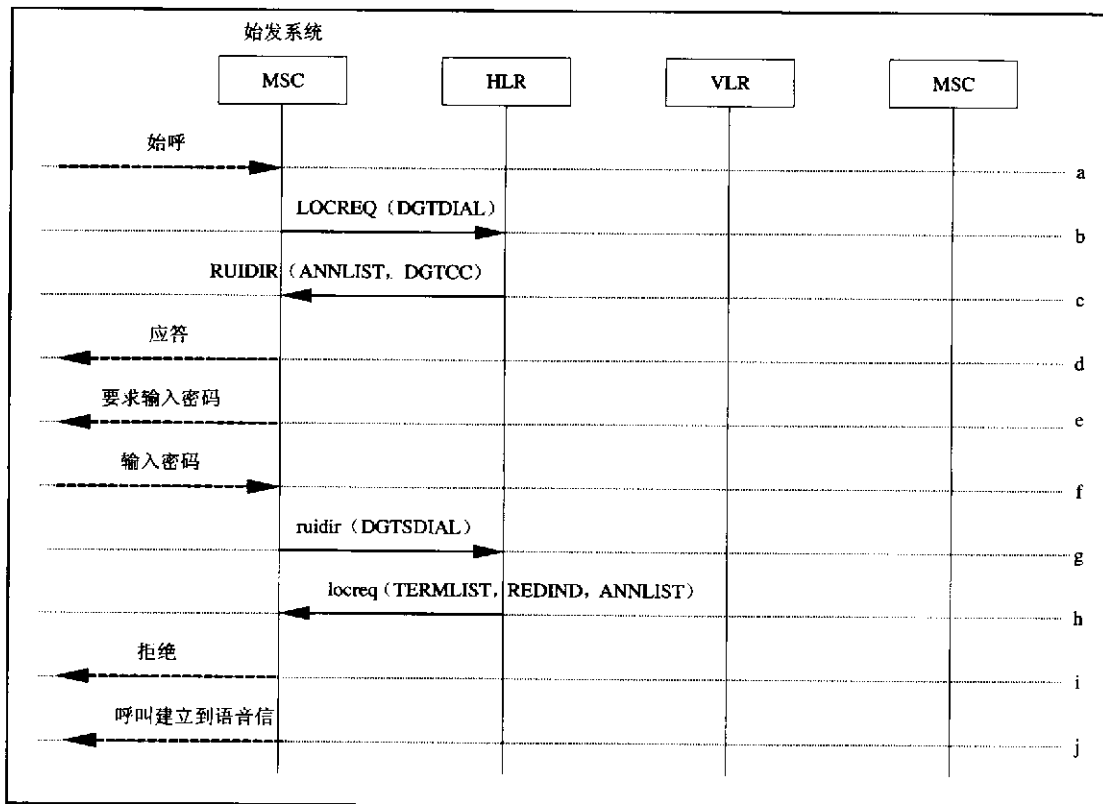 始发系统
MSC HLR VLR MSC
始呼
a
LOCREQ（DGTDIAL）
b
RUIDIR（ANNLIST，DGTCC）
c
应答
d
要求输入密码
e
输入密码
f
ruidir（DGTSDIAL）
g
locreq（TERMLIST，REDIND，ANNLIST）
h
拒绝
i
呼叫建立到语音信
j